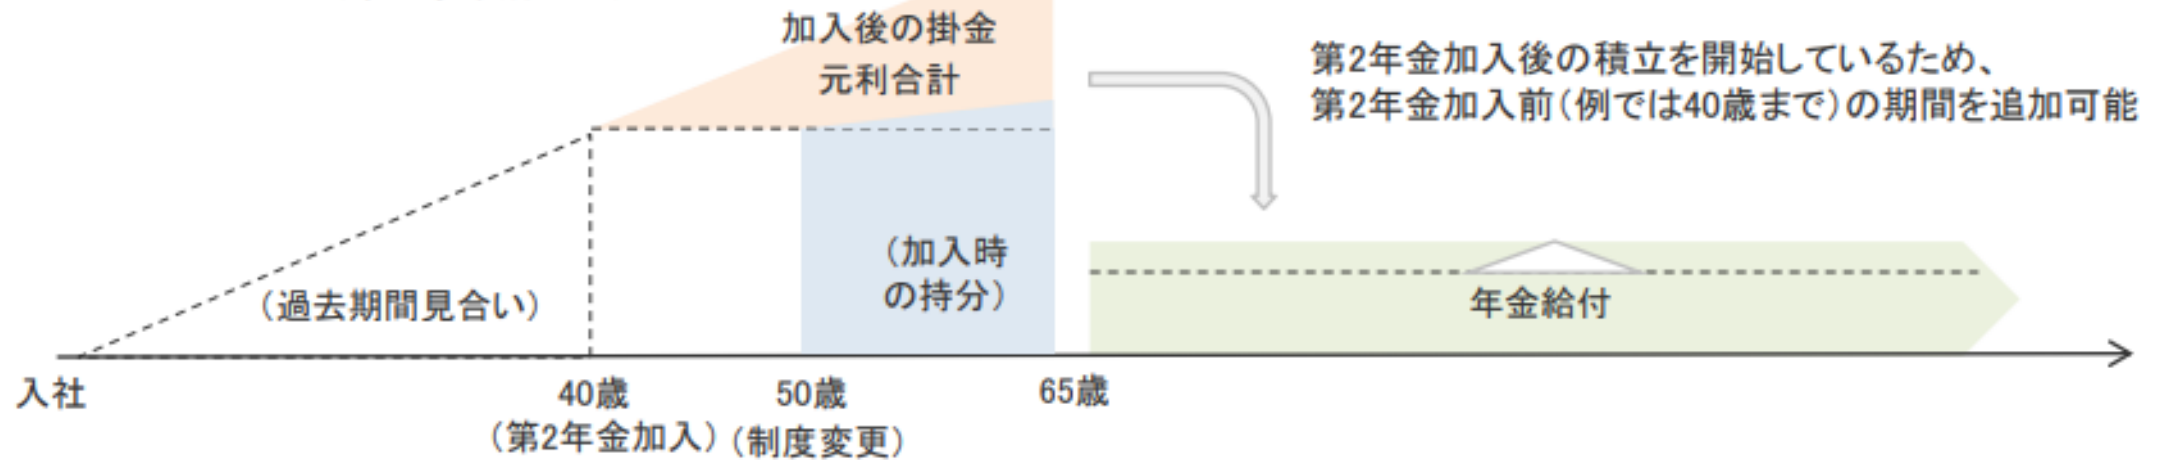 加入後の掛金
元利合計
第2年金加入後の積立を開始しているため、
第2年金加入前(例では40歳まで)の期間を追加可能
(加入時
の持分)
(過去期間見合い)
年金給付
入社
40歳
50歳
65歳
(第2年金加入)
(制度変更)